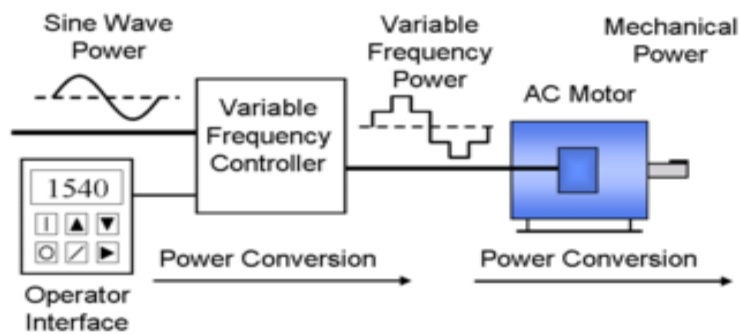 Sine Wave
Power
Variable
Frequency
Power
Mechanical
Power
AC Motor
Variable
Frequency
Controller
1540
Power Conversion
Power Conversion
Operator
Interface